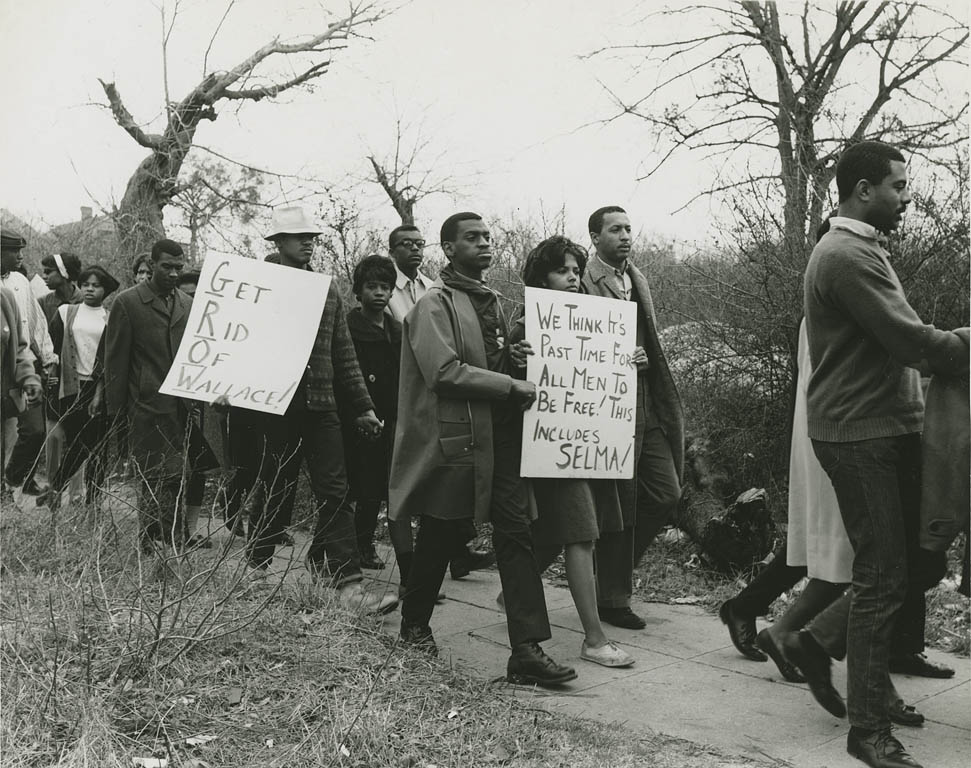 GET
RID
OF
WALLACE!
WE THINK IT'S
PAST TIME FOR
ALL MEN TO
BE FREE! THIS
INCLUDES
SELMA!